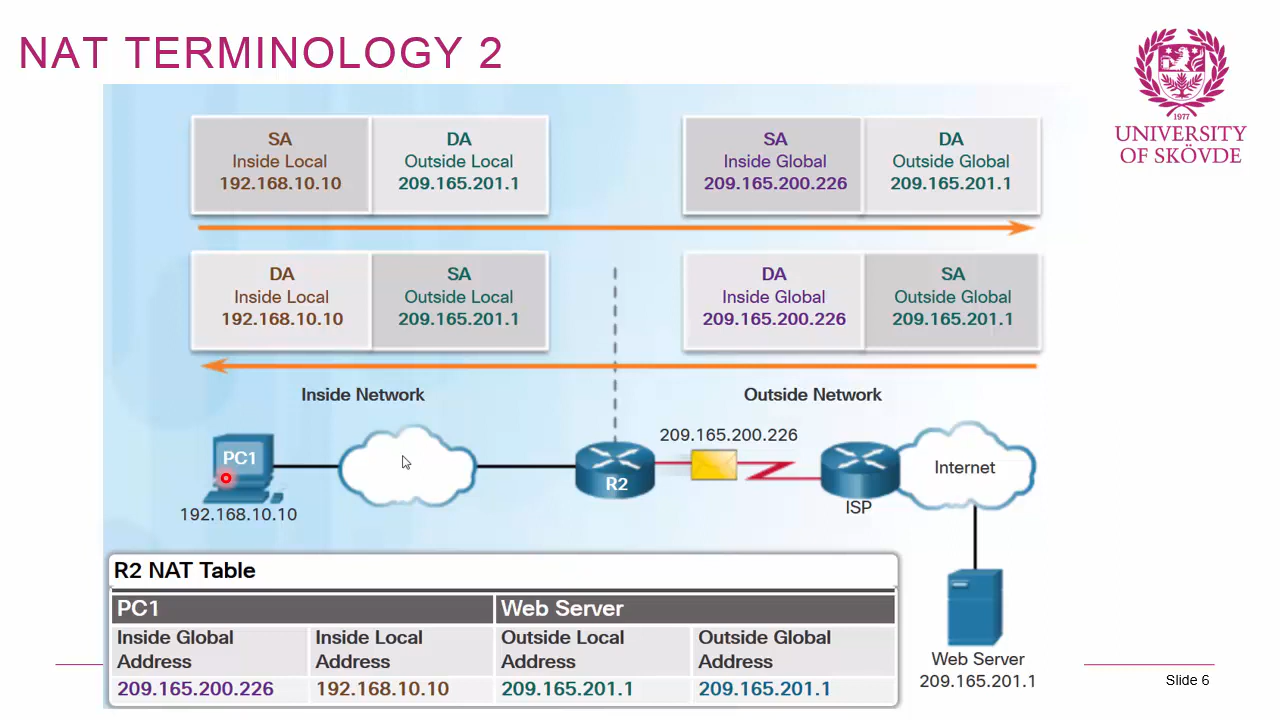 NAT TERMINOLOGY 2
1977
UNIVERSITY
OF SKÖVDE
SA
Inside Local
192.168.10.10
DA
Outside Local
209.165.201.1
SA
Inside Global
209.165.200.226
DA
Outside Global
209.165.201.1
DA
Inside Local
192.168.10.10
SA
Outside Local
209.165.201.1
DA
Inside Global
209.165.200.226
SA
Outside Global
209.165.201.1
Inside Network
Outside Network
PC1
192.168.10.10
R2
209.165.200.226
ISP
Internet
Web Server
209.165.201.1
R2 NAT Table
PC1
Web Server
Inside Global
Address
Inside Local
Address
Outside Local
Address
Outside Global
Address
209.165.200.226
192.168.10.10
209.165.201.1
209.165.201.1
Slide 6